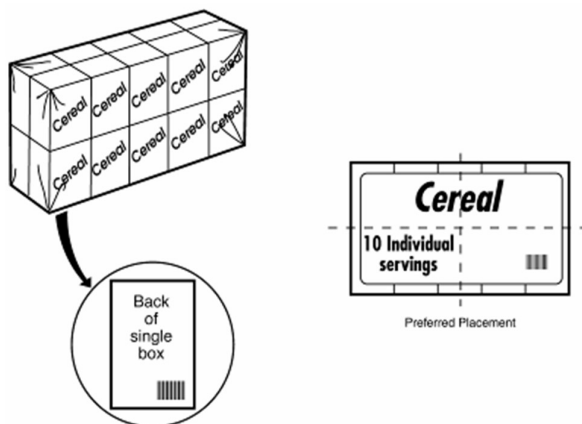 Cereal Cereal Cereal Cereal Cereal
Cereal Cereal Cereal Cereal Cereal
Back
of
single
box
Cereal
10 Individual
servings
Preferred Placement